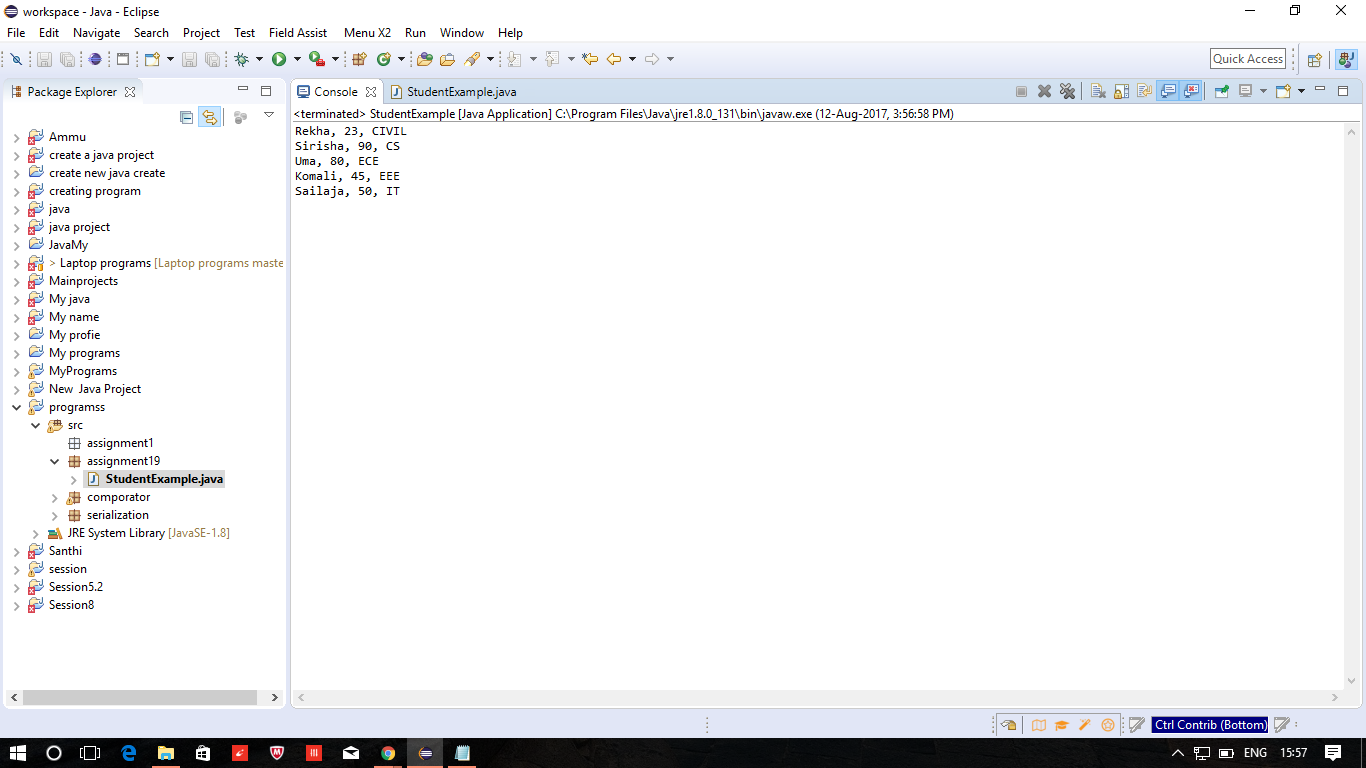 workspace - Java - Eclipse
File Edit Navigate Search Project Test Field Assist Menu X2 Run Window Help
Quick Access
Package Explorer
Console
StudentExample.java
<terminated> StudentExample [Java Application] C:\Program Files\Java\jre1.8.0_131\bin\javaw.exe (12-Aug-2017, 3:56:58 PM)
Rekha, 23, CIVIL
Sirisha, 90, CS
Uma, 80, ECE
Komali, 45, EEE
Sailaja, 50, IT
Ammu
create a java project
create new java create
creating program
java
java project
JavaMy
> Laptop programs [Laptop programs maste
Mainprojects
My java
My name
My profie
My programs
MyPrograms
New Java Project
programss
src
assignment1
assignment19
StudentExample.java
comporator
serialization
JRE System Library [JavaSE-1.8]
Santhi
session
Session5.2
Session8
Ctrl Contrib (Bottom)
ENG 15:57